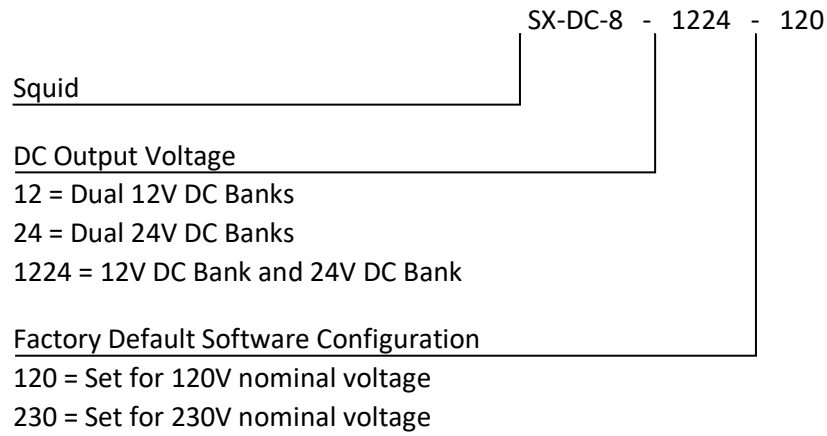 SX-DC-8 - 1224 - 120
Squid
DC Output Voltage
12 = Dual 12V DC Banks
24 = Dual 24V DC Banks
1224 = 12V DC Bank and 24V DC Bank
Factory Default Software Configuration
120 = Set for 120V nominal voltage
230 = Set for 230V nominal voltage